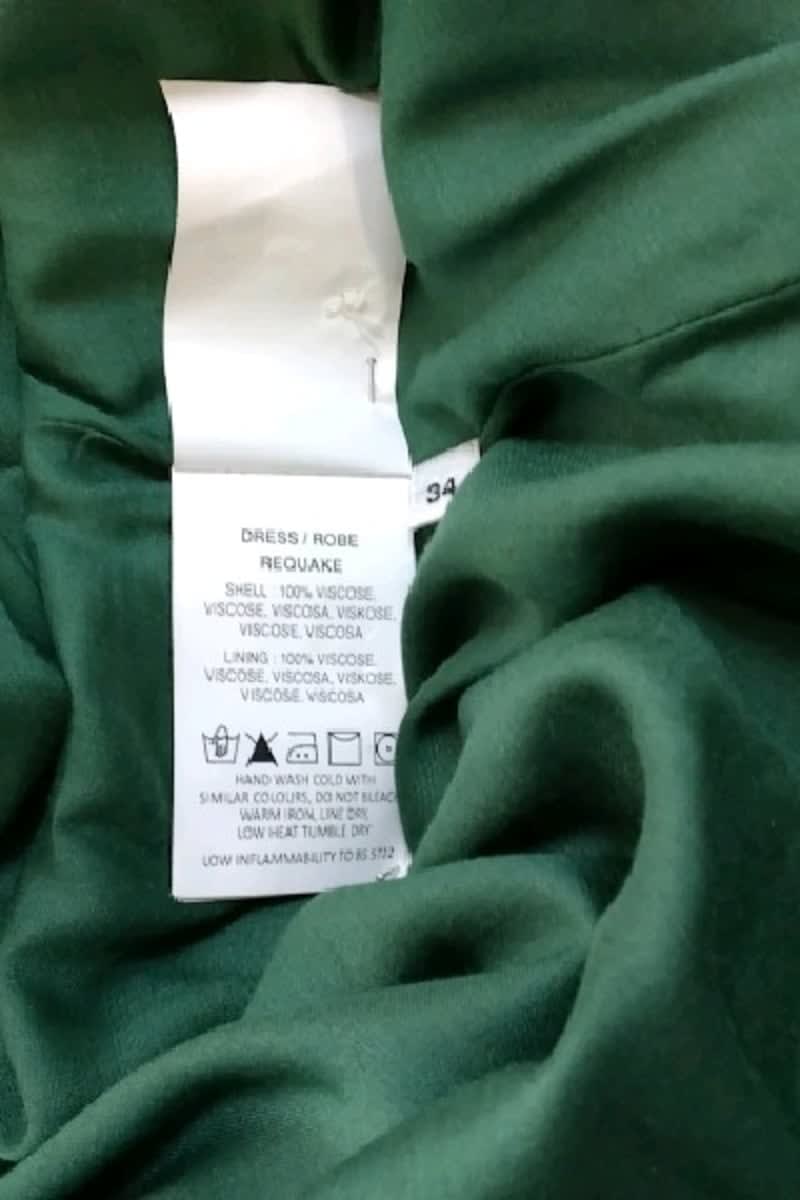 34
DRESS / ROBE
REQUAKE
SHELL : 100% VISCOSE,
VISCOSE, VISCOSA, VISKOSE,
VISCOSE, VISCOSA
LINING : 100% VISCOSE,
VISCOSE, VISCOSA, VISKOSE,
VISCOSE, VISCOSA
HAND WASH COLD WITH
SIMILAR COLOURS, DO NOT BLEACH
WARM IRON, LINE DRY,
LOW HEAT TUMBLE DRY
LOW INFLAMMABILITY TO BS 5722